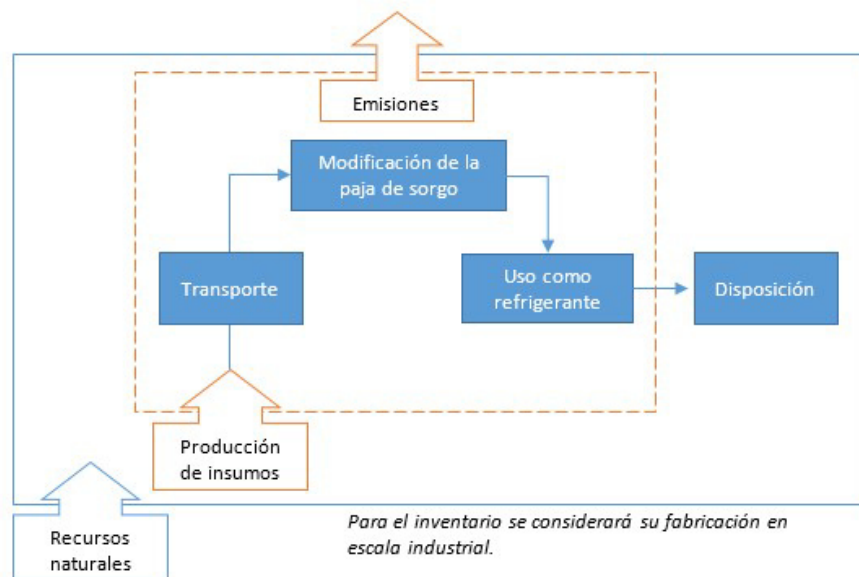 Emisiones
Modificación de la
paja de sorgo
Transporte
Uso como
refrigerante
Disposición
Producción
de insumos
Recursos
naturales
Para el inventario se considerará su fabricación en
escala industrial.